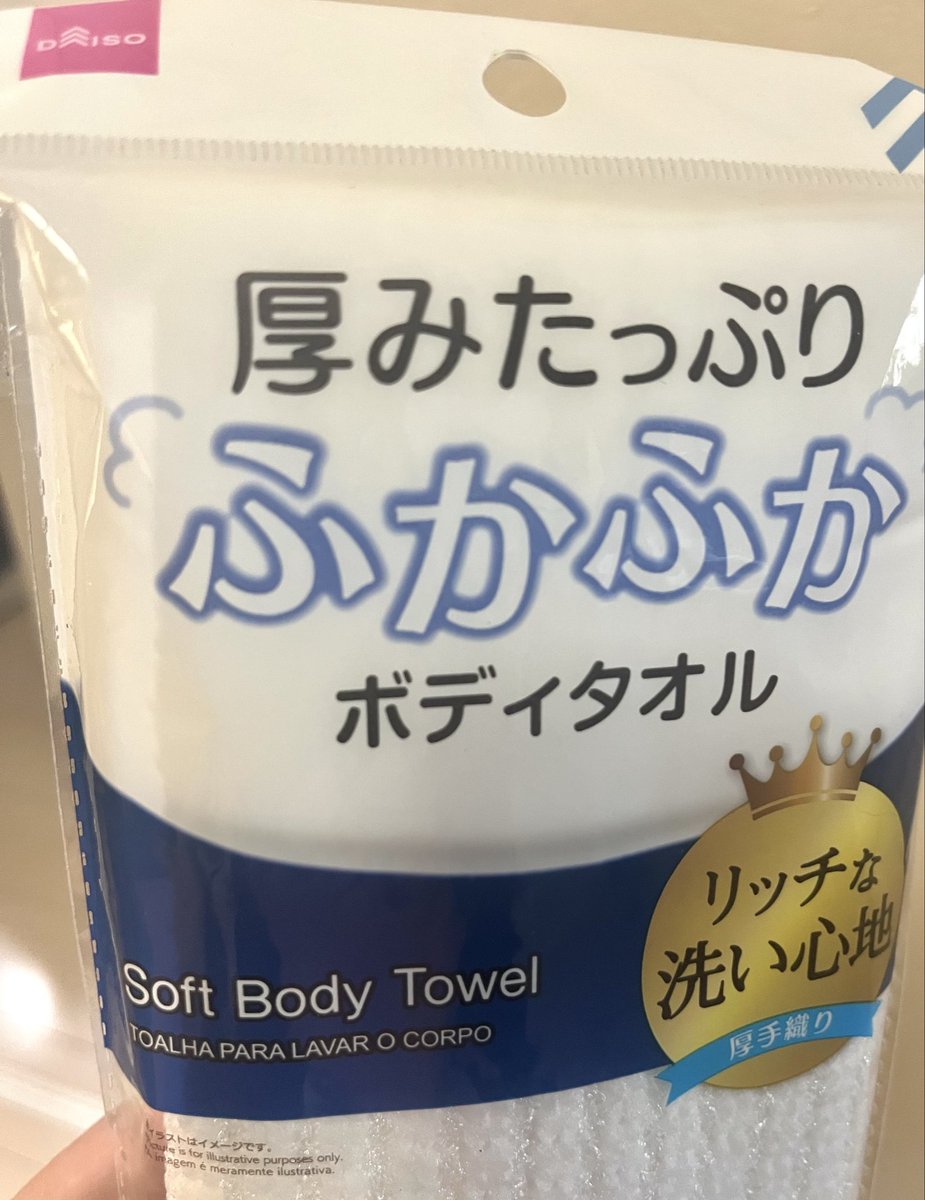 DAISO
厚みたっぷり
ふかふか
ボディタオル
リッチな
洗い心地
厚手織り
Soft Body Towel
TOALHA PARA LAVAR O CORPO
イラストはイメージです。
is for illustrative purposes only.
imagem é meramente ilustrativa.